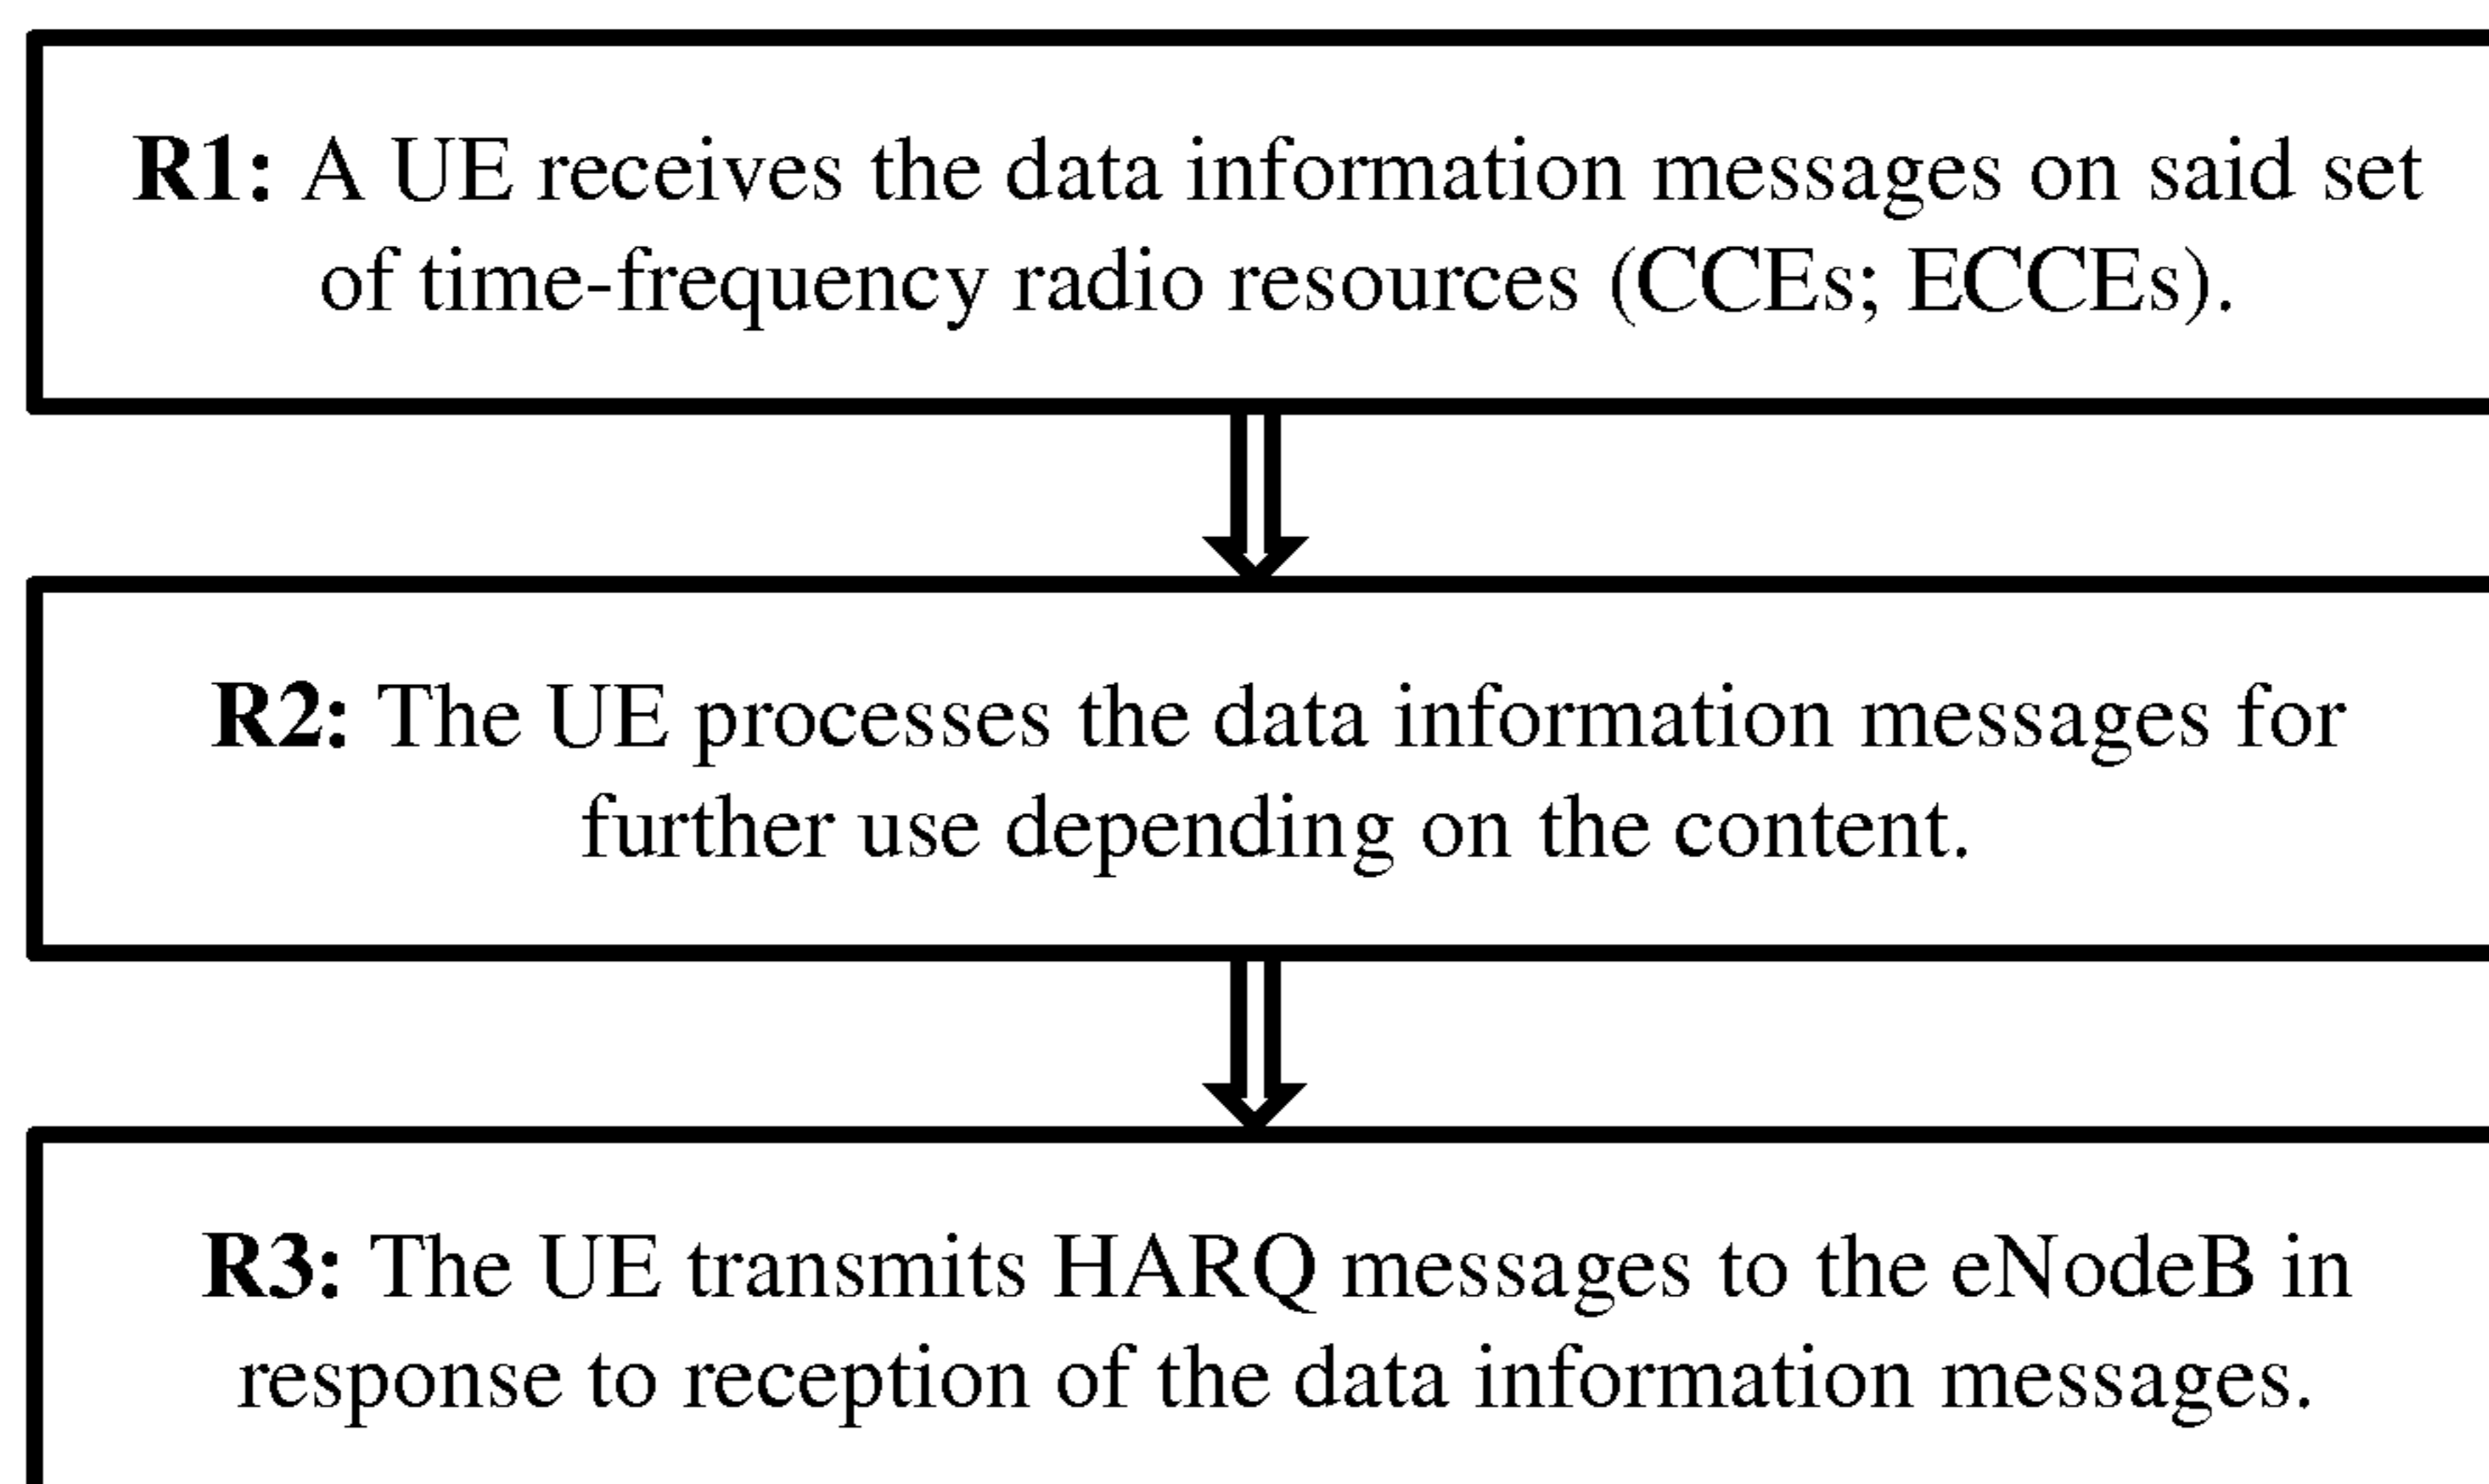 R1: A UE receives the data information messages on said set
of time-frequency radio resources (CCEs; ECCEs).
R2: The UE processes the data information messages for
further use depending on the content.
R3: The UE transmits HARQ messages to the eNodeB in
response to reception of the data information messages.